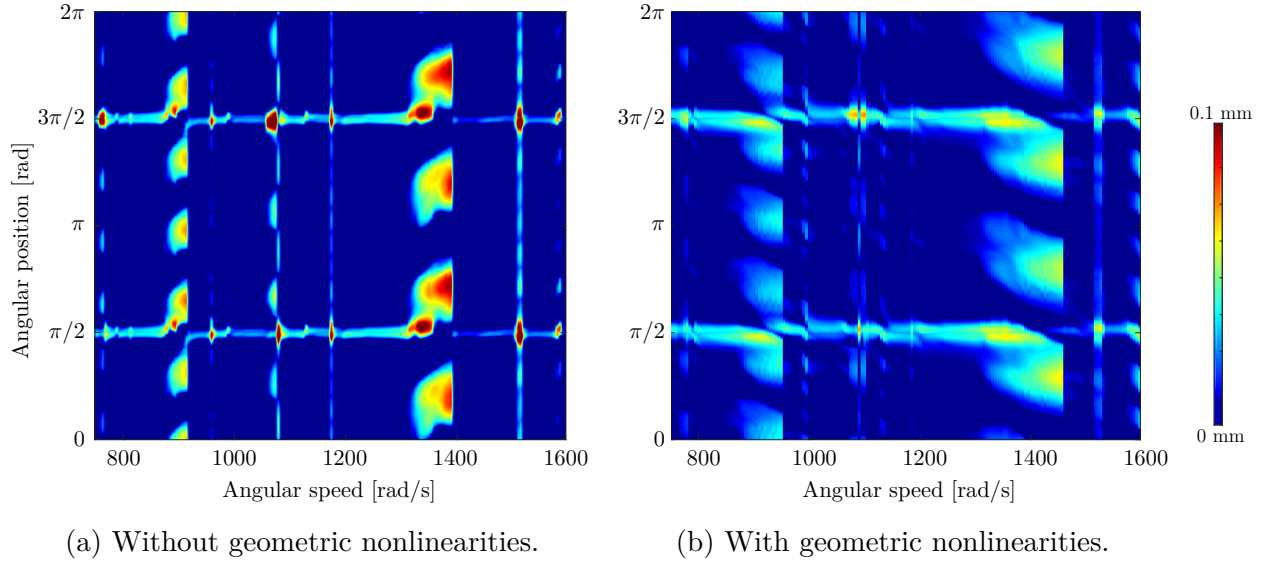 2π
3π/2
π
π/2
0
Angular position [rad]
800 1000 1200 1400 1600
Angular speed [rad/s]
(a) Without geometric nonlinearities.
2π
3π/2
π
π/2
0
800 1000 1200 1400 1600
Angular speed [rad/s]
(b) With geometric nonlinearities.
0.1 mm
0 mm